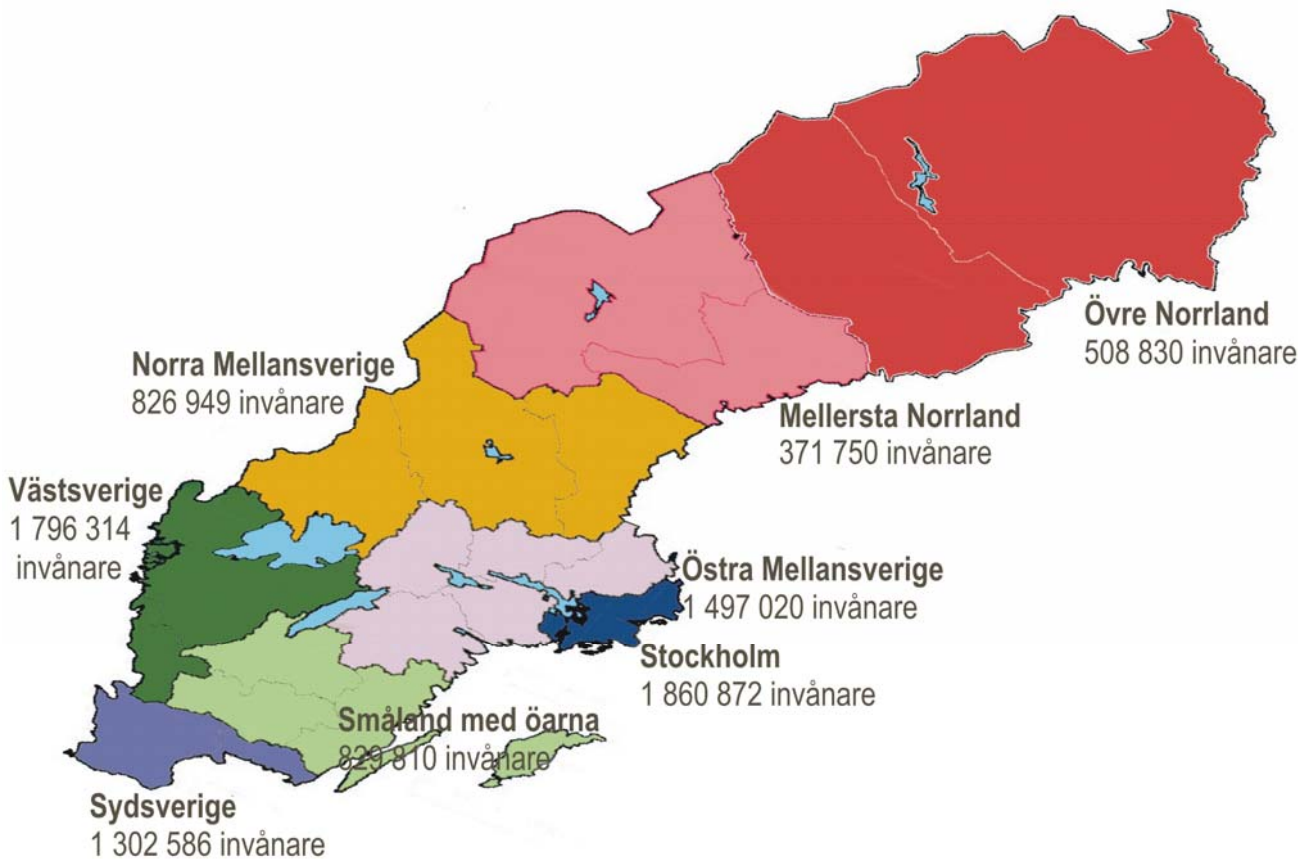 Övre Norrland
508 830 invånare
Norra Mellansverige
826 949 invånare
Mellersta Norrland
371 750 invånare
Västsverige
1 796 314
invånare
Östra Mellansverige
1 497 020 invånare
Stockholm
1 860 872 invånare
Småland med öarna
829 810 invånare
Sydsverige
1 302 586 invånare